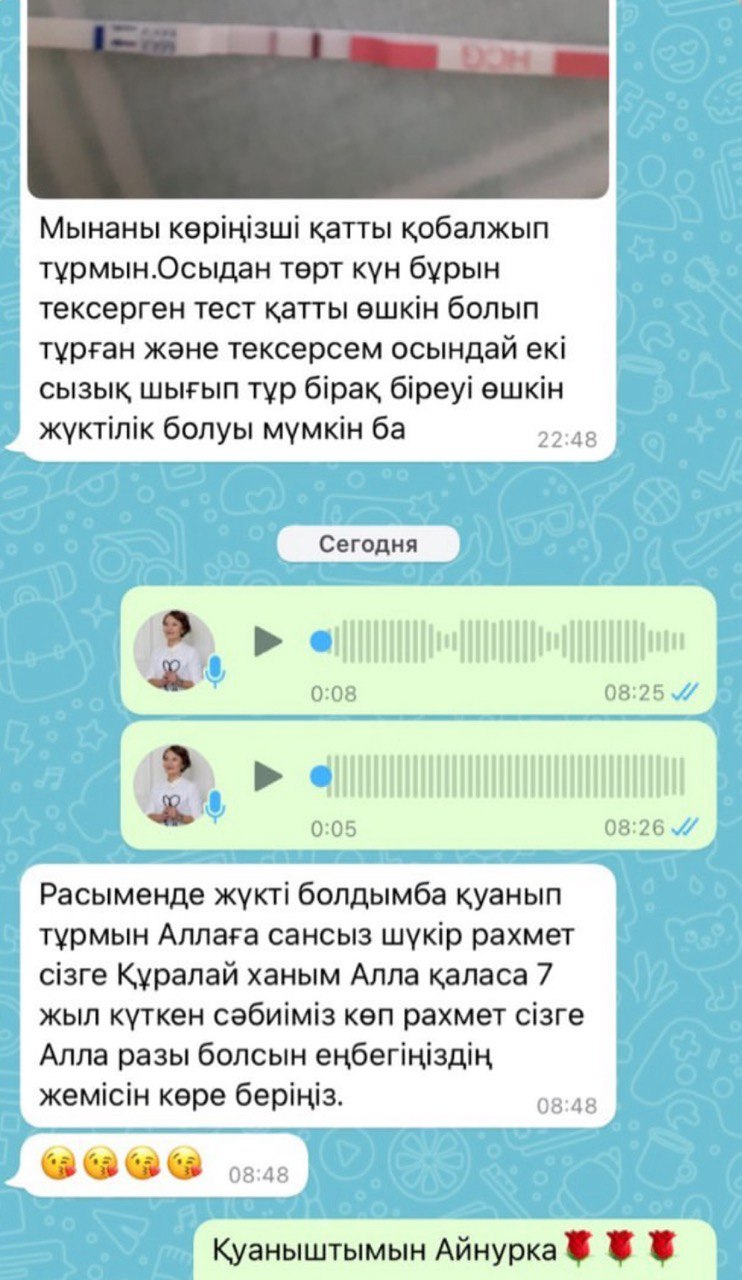 HCG
Мынаны көріңізші қатты қобалжып
тұрмын.Осыдан төрт күн бұрын
тексерген тест қатты өшкін болып
тұрған және тексерсем осындай екі
сызық шығып тұр бірақ біреуі өшкін
жүктілік болуы мүмкін ба
22:48
Сегодня
0:08
08:25
0:05
08:26
Расыменде жүкті болдымба қуанып
тұрмын Аллаға сансыз шүкір рахмет
сізге Құралай ханым Алла қаласа 7
жыл күткен сәбиіміз көп рахмет сізге
Алла разы болсын еңбегіңіздің
жемісін көре беріңіз.
08:48
😘😘😘😘 08:48
Қуаныштымын Айнурка🌹🌹🌹